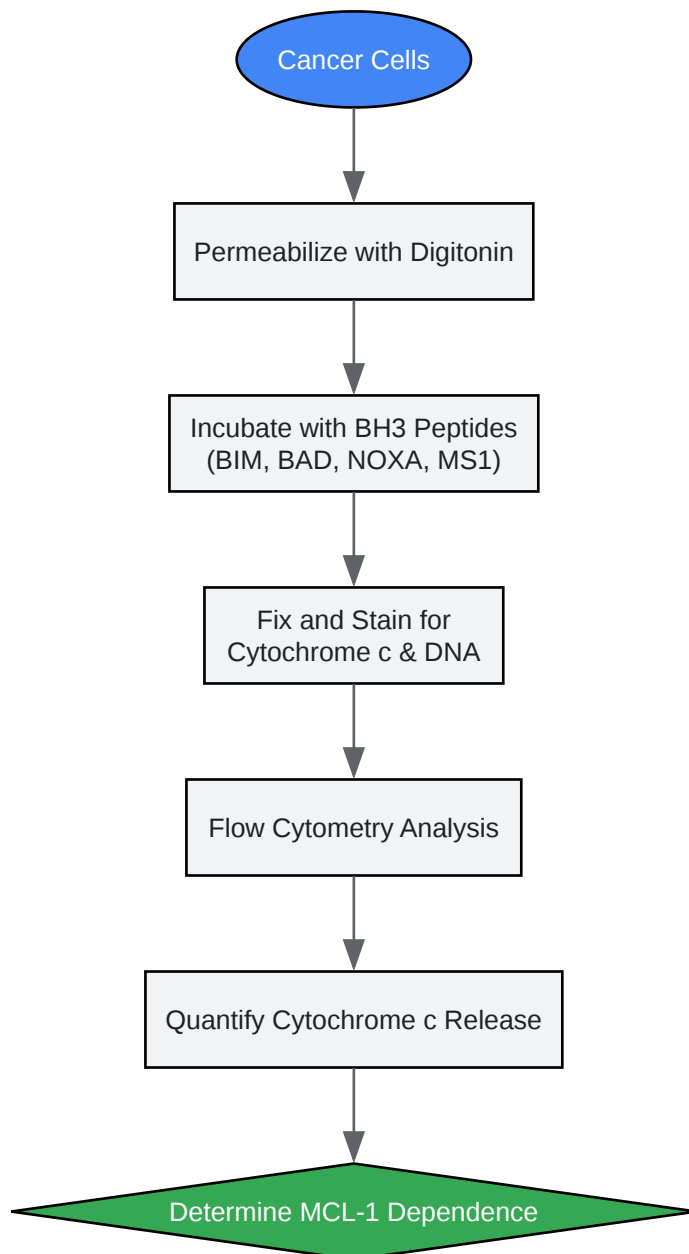 Cancer Cells
Permeabilize with Digitonin
Incubate with BH3 Peptides
(BIM, BAD, NOXA, MS1)
Fix and Stain for
Cytochrome c & DNA
Flow Cytometry Analysis
Quantify Cytochrome c Release
Determine MCL-1 Dependence